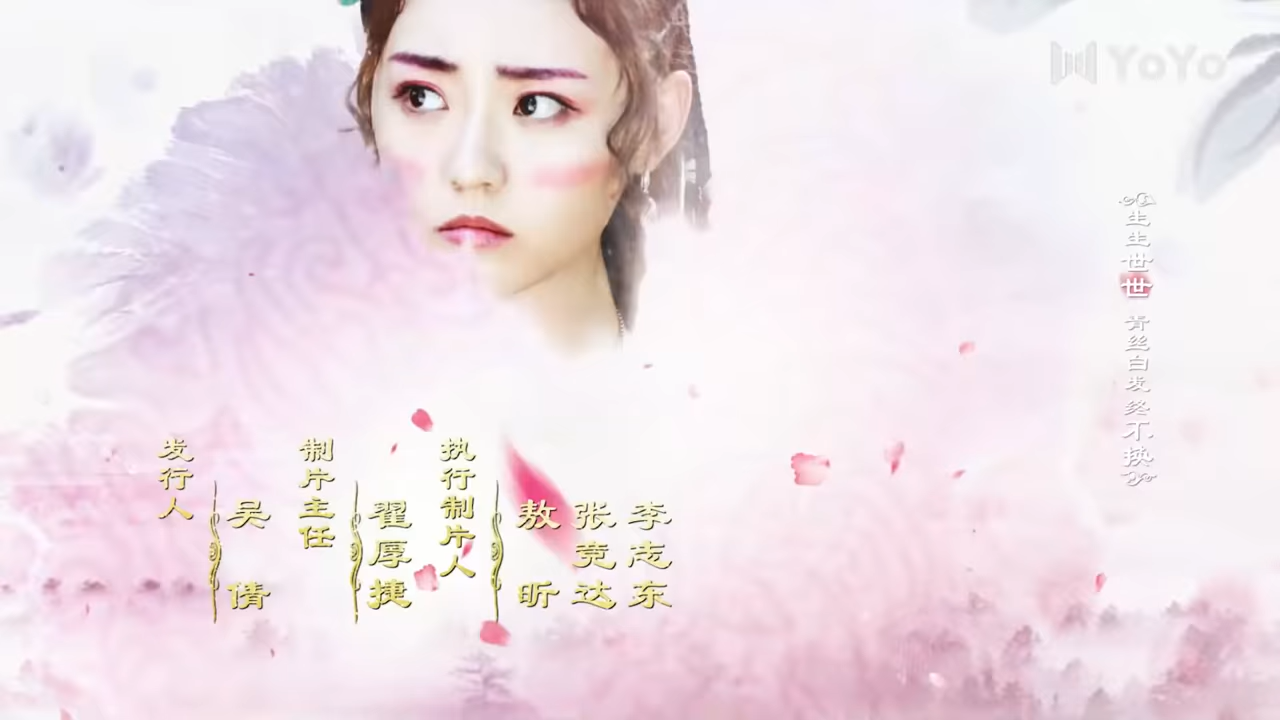 YoYo
生生世世 青丝白发终不换
执行制片人
李志东
张竞达
敖昕
制片主任
翟厚捷
发行人
吴倩